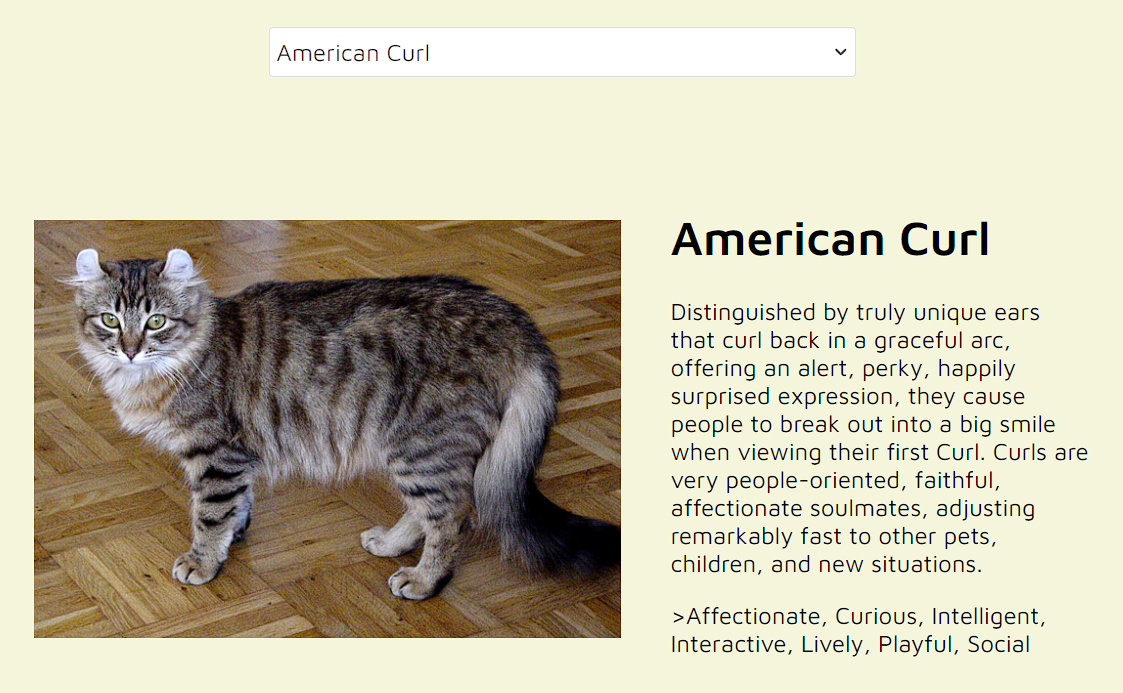 American Curl
American Curl
Distinguished by truly unique ears
that curl back in a graceful arc,
offering an alert, perky, happily
surprised expression, they cause
people to break out into a big smile
when viewing their first Curl. Curls are
very people-oriented, faithful,
affectionate soulmates, adjusting
remarkably fast to other pets,
children, and new situations.
>Affectionate, Curious, Intelligent,
Interactive, Lively, Playful, Social